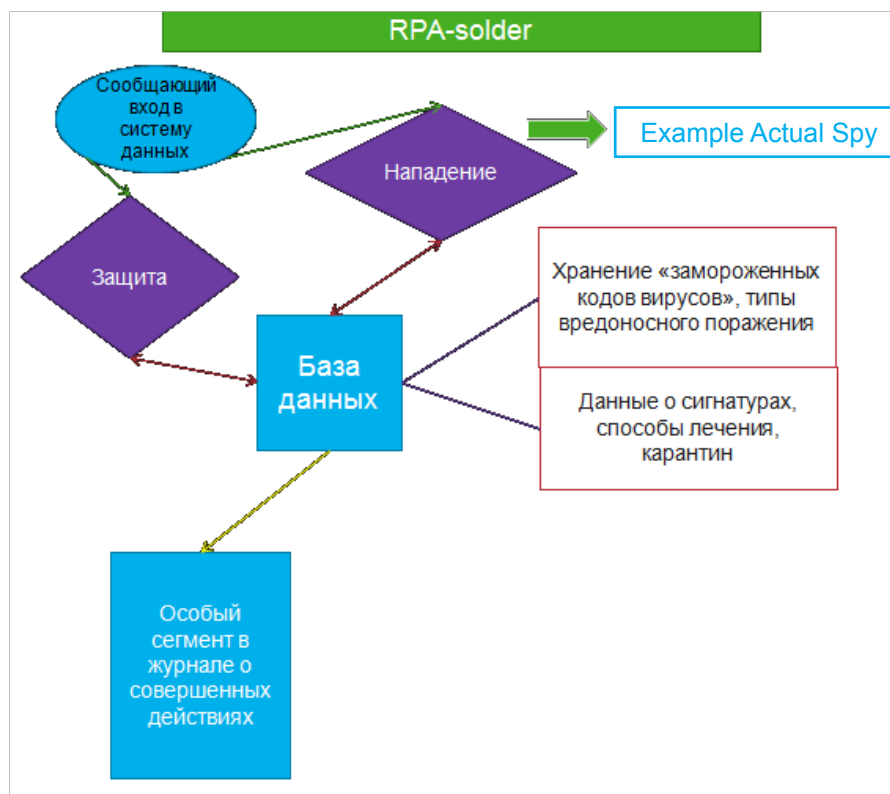 RPA-solder
Сообщающий
вход в
систему
данных
Нападение
Example Actual Spy
Защита
База
данных
Хранение «замороженных
кодов вирусов», типы
вредоносного поражения
Данные о сигнатурах,
способы лечения,
карантин
Особый
сегмент в
журнале о
совершенных
действиях